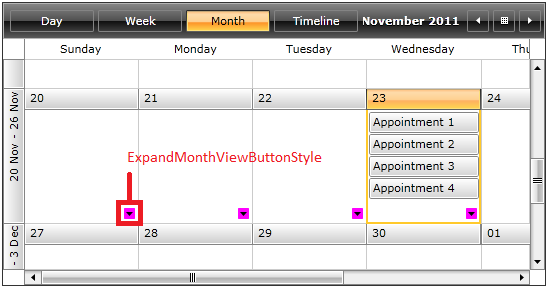 Day Week Month Timeline November 2011
Sunday Monday Tuesday Wednesday Thu
20 Nov - 26 Nov
20 21 22 23 24
Appointment 1
Appointment 2
ExpandMonthViewButtonStyle
Appointment 3
Appointment 4
- 3 Dec
27 28 29 30 01